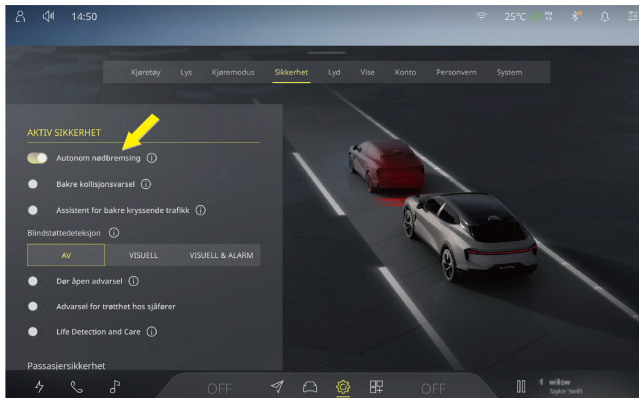 14:50
25°C
Kjøretøy Lys Kjøremodus Sikkerhet Lyd Vise Konto Personvern System
AKTIV SIKKERHET
Autonom nødbremsing
Bakre kollisjonsvarsel
Assistent for bakre kryssende trafikk
Blindstøttedeteksjon
AV VISUELL VISUELL & ALARM
Dør åpen advarsel
Advarsel for trøtthet hos sjåfører
Life Detection and Care
Passasjersikkerhet
OFF OFF
willow
Taylor Swift